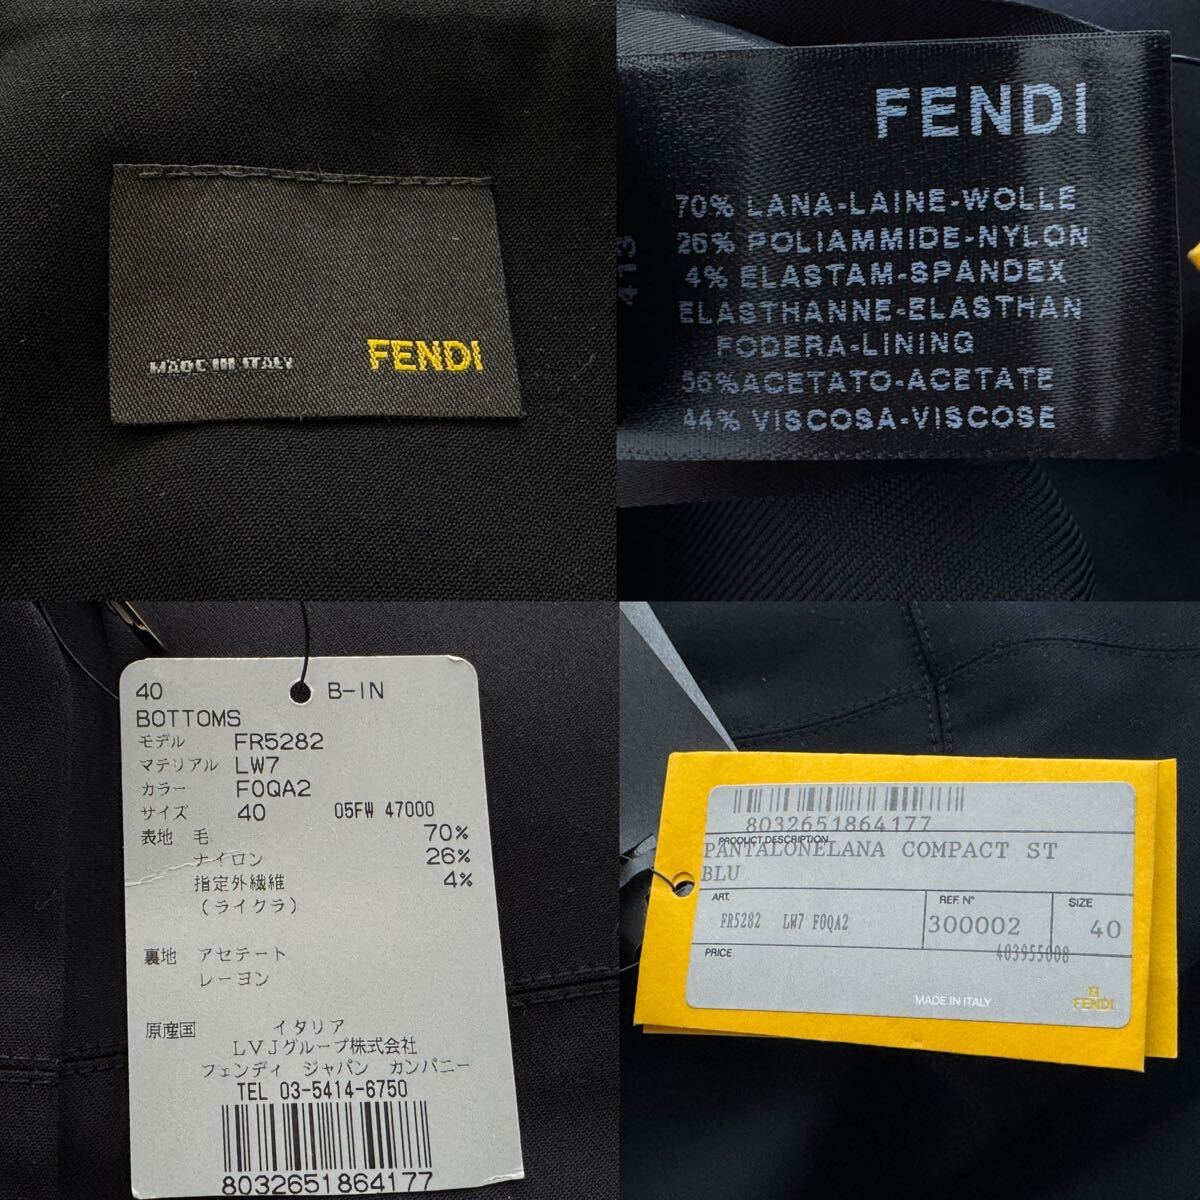 MADE IN ITALY FENDI
FENDI
70% LANA-LAINE-WOLLE
26% POLIAMMIDE-NYLON
4% ELASTAM-SPANDEX
ELASTHANNE-ELASTHAN
FODERA-LINING
56%ACETATO-ACETATE
44% VISCOSA-VISCOSE
413
40 B-IN
BOTTOMS
モデル FR5282
マテリアル LW7
カラー F0QA2
サイズ 40 05FW 47000
表地 毛 70%
ナイロン 26%
指定外繊維 4%
(ライクラ)
裏地 アセテート
レーヨン
原産国 イタリア
LVJグループ株式会社
フェンディ ジャパン カンパニー
TEL 03-5414-6750
8032651864177
8032651864177
PRODUCT DESCRIPTION
PANTALONELANA COMPACT ST
BLU
ART. REF. N° SIZE
FR5282 LW7 F0QA2 300002 40
PRICE 403955008
MADE IN ITALY
FENDI